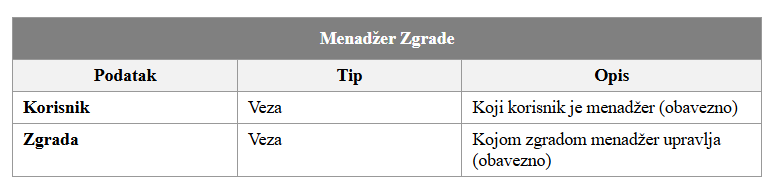 Menadžer Zgrade
Podatak Tip Opis
Korisnik Veza Koji korisnik je menadžer (obavezno)
Zgrada Veza Kojom zgradom menadžer upravlja
(obavezno)